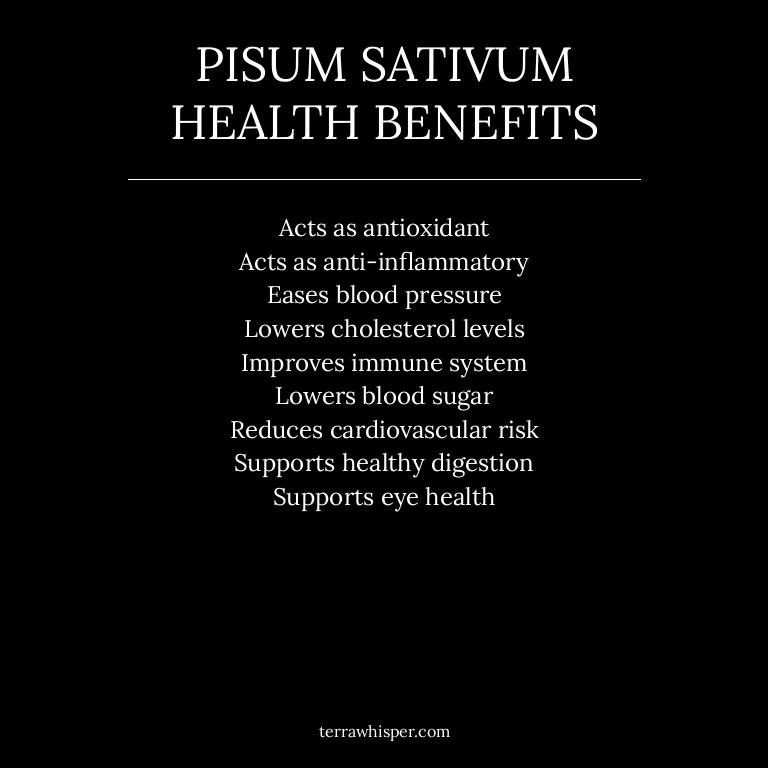 PISUM SATIVUM
HEALTH BENEFITS
Acts as antioxidant
Acts as anti-inflammatory
Eases blood pressure
Lowers cholesterol levels
Improves immune system
Lowers blood sugar
Reduces cardiovascular risk
Supports healthy digestion
Supports eye health
terrawhisper.com